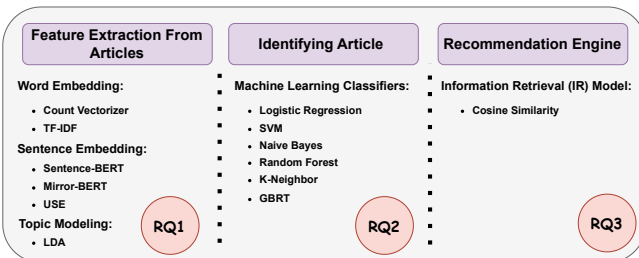 Feature Extraction From
Articles
Word Embedding:
• Count Vectorizer
• TF-IDF
Sentence Embedding:
• Sentence-BERT
• Mirror-BERT
• USE
Topic Modeling:
• LDA
RQ1
Identifying Article
Machine Learning Classifiers:
• Logistic Regression
• SVM
• Naive Bayes
• Random Forest
• K-Neighbor
• GBRT
RQ2
Recommendation Engine
Information Retrieval (IR) Model:
• Cosine Similarity
RQ3